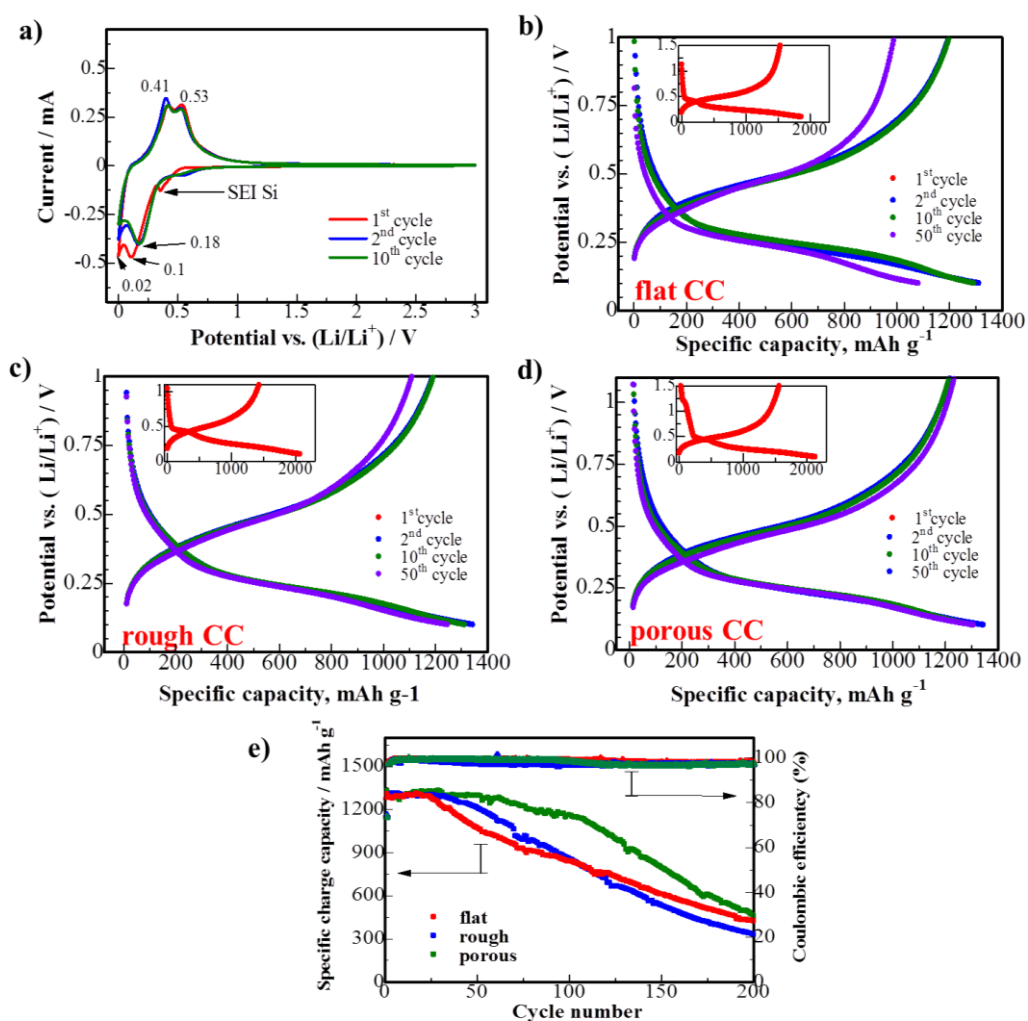 a)
Current / mA
0.5
0.25
0
-0.25
-0.5
0.41
0.53
SEI Si
0.18
0.1
0.02
1st cycle
2nd cycle
10th cycle
0 0.5 1 1.5 2 2.5 3
Potential vs. (Li/Li+) / V
b)
Potential vs. ( Li/Li+) / V
1
0.75
0.5
0.25
0
1.5
1
0.5
0
0 1000 2000
1st cycle
2nd cycle
10th cycle
50th cycle
flat CC
0 200 400 600 800 1000 1200 1400
Specific capacity, mAh g-1
c)
Potential vs. ( Li/Li+) / V
1
0.75
0.5
0.25
0
1
0.5
0
0 1000 2000
1st cycle
2nd cycle
10th cycle
50th cycle
rough CC
0 200 400 600 800 1000 1200 1400
Specific capacity, mAh g-1
d)
Potential vs. ( Li/Li+) / V
1
0.75
0.5
0.25
0
1.5
1
0.5
0
0 1000 2000
1st cycle
2nd cycle
10th cycle
50th cycle
porous CC
0 200 400 600 800 1000 1200 1400
Specific capacity, mAh g-1
e)
Specific charge capacity / mAh g-1
1500
1200
900
600
300
0
flat
rough
porous
100
80
60
40
20
0
Coulombic efficientcy (%)
0 50 100 150 200
Cycle number